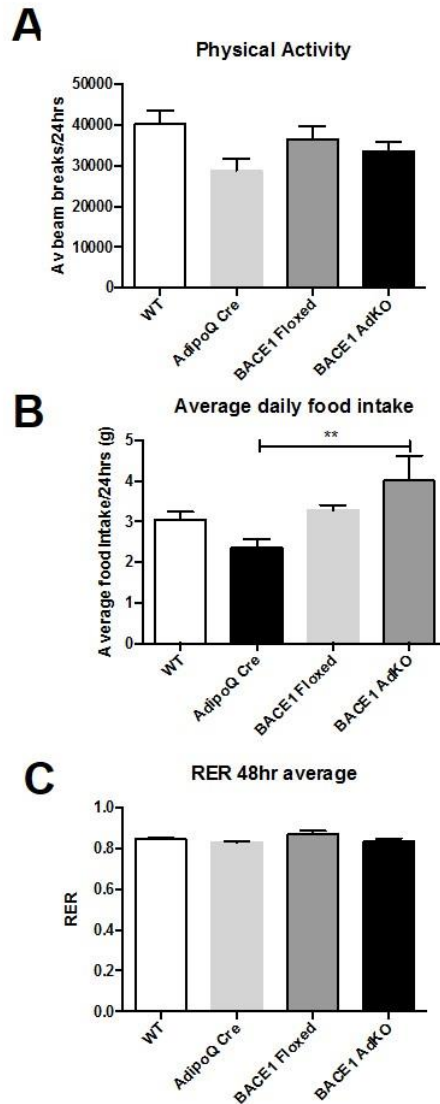 A
Physical Activity
Av beam breaks/24hrs
50000
40000
30000
20000
10000
0
WT
AdipoQ Cre
BACE1 Floxed
BACE1 AdKO
B
Average daily food intake
A verage food Intake/24hrs (g)
5
4
3
2
1
0
**
WT
AdipoQ Cre
BACE1 Floxed
BACE1 AdKO
C
RER 48hr average
RER
1.0
0.8
0.6
0.4
0.2
0.0
WT
AdipoQ Cre
BACE1 Floxed
BACE1 AdKO